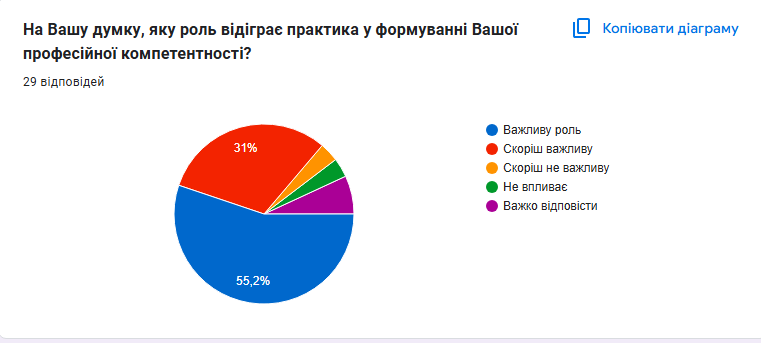 На Вашу думку, яку роль відіграє практика у формуванні Вашої
професійної компетентності?
Копіювати діаграму
29 відповідей
31%
55,2%
Важливу роль
Скоріш важливу
Скоріш не важливу
Не впливає
Важко відповісти